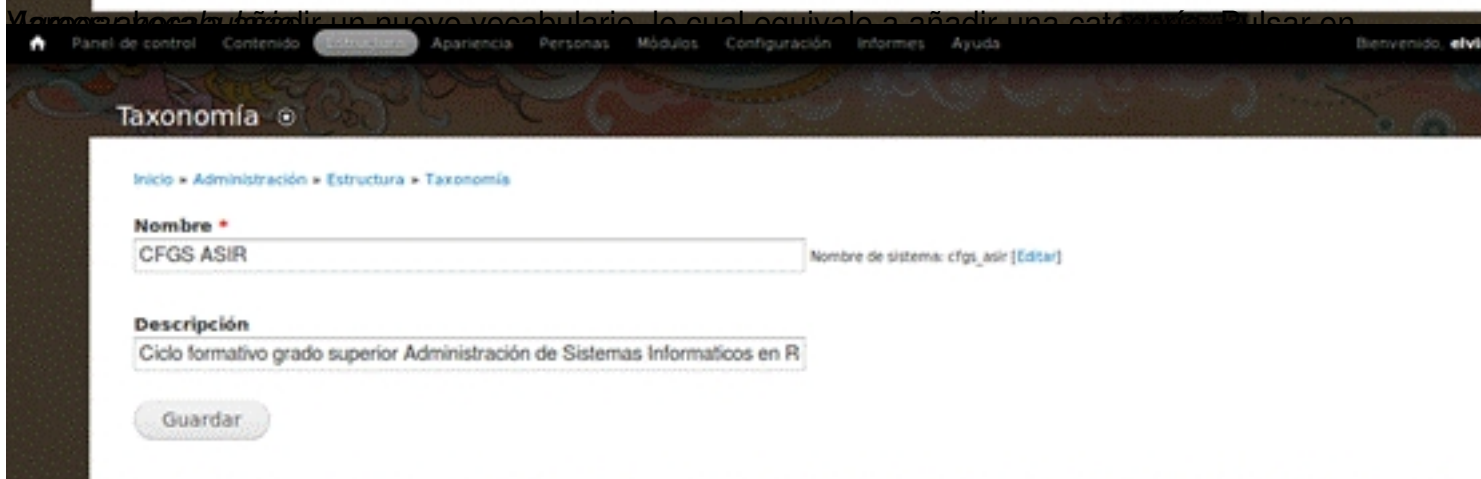 Vamos ahora a añadir un nuevo vocabulario, lo cual equivale a añadir una categoría. Pulsar en
Panel de control Contenido Estructura Apariencia Personas Módulos Configuración Informes Ayuda Bienvenido, elvi
Taxonomía
Inicio » Administración » Estructura » Taxonomía
Nombre *
CFGS ASIR
Nombre de sistema: cfgs_asir [Editar]
Descripción
Ciclo formativo grado superior Administración de Sistemas Informaticos en R
Guardar